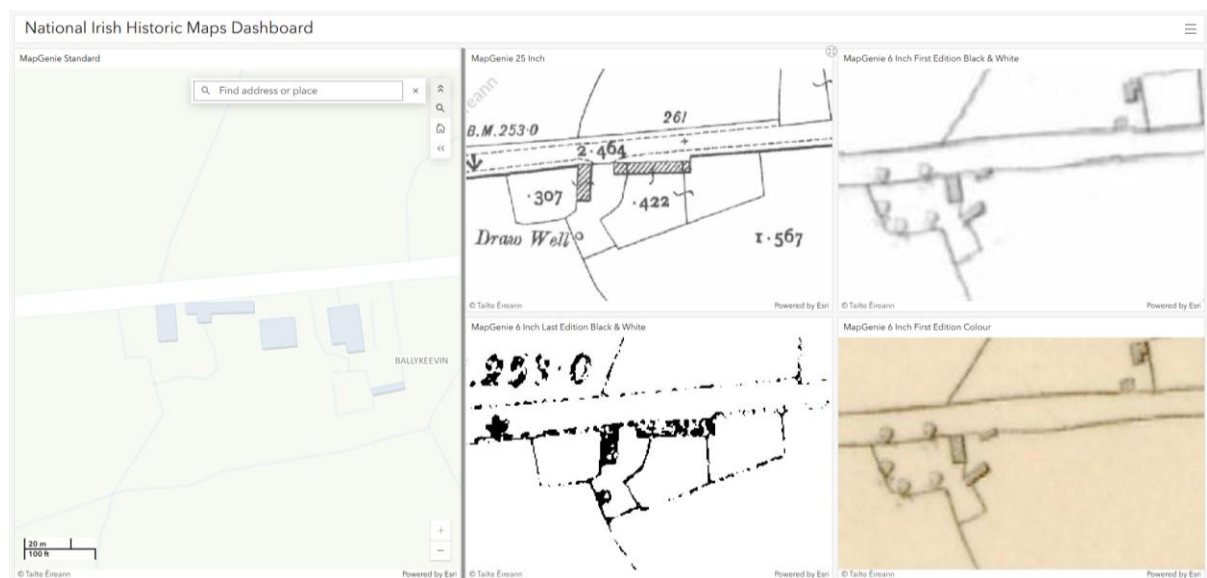 National Irish Historic Maps Dashboard
MapGenie Standard
Find address or place
BALLYKEEVIN
20 m
100 ft
© Tailte Éireann
Powered by Esri
MapGenie 25 Inch
eann
B.M.253·0
261
2·464
·307
·422
Draw Well
1·567
© Tailte Éireann
Powered by Esri
MapGenie 6 Inch First Edition Black & White
© Tailte Éireann
Powered by Esri
MapGenie 6 Inch Last Edition Black & White
.253·0
© Tailte Éireann
Powered by Esri
MapGenie 6 Inch First Edition Colour
© Tailte Éireann
Powered by Esri